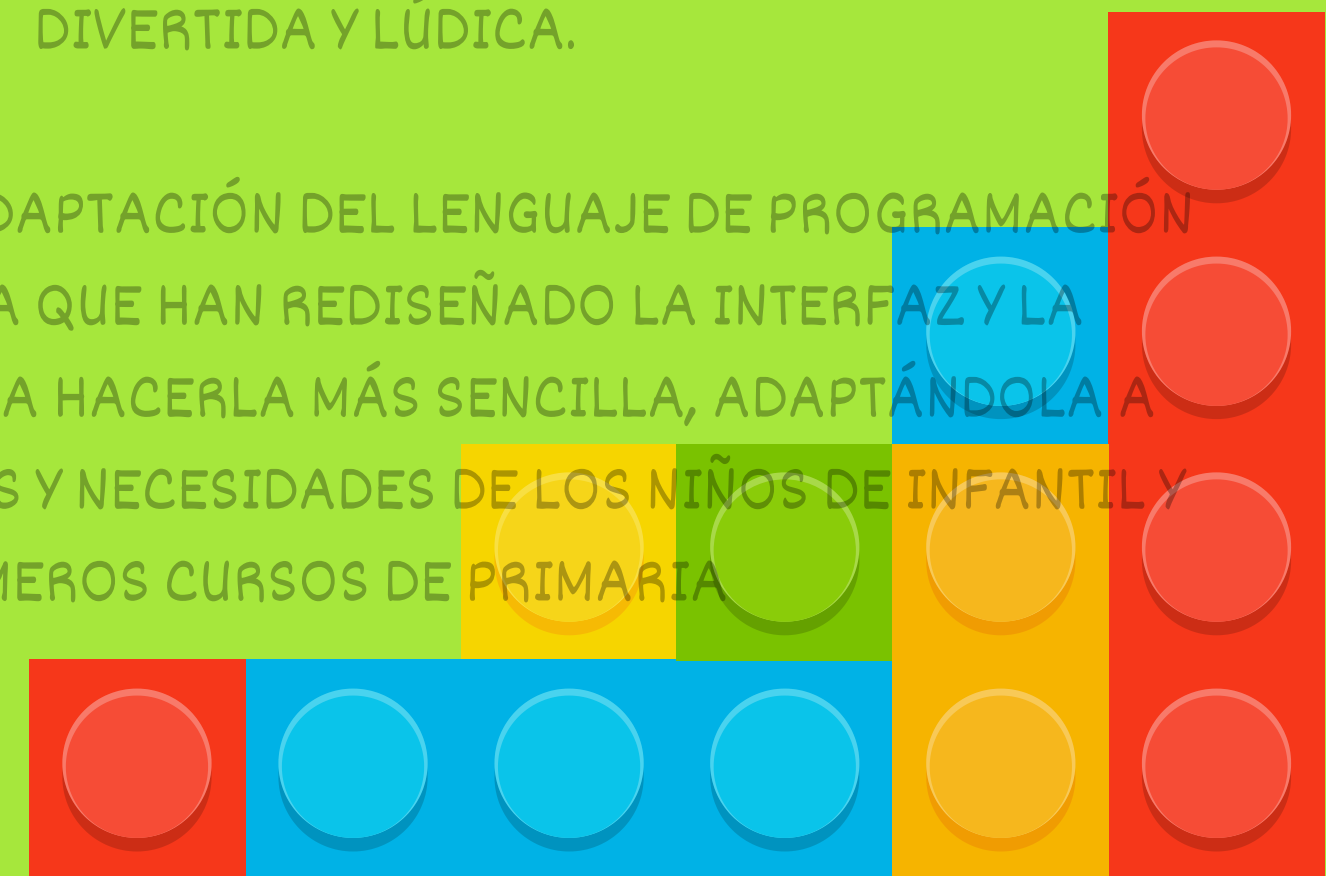 DIVERTIDA Y LÚDICA.
DAPTACIÓN DEL LENGUAJE DE PROGRAMACIÓN
A QUE HAN REDISEÑADO LA INTERFAZ Y LA
A HACERLA MÁS SENCILLA, ADAPTÁNDOLA A
S Y NECESIDADES DE LOS NIÑOS DE INFANTIL Y
MEROS CURSOS DE PRIMARIA